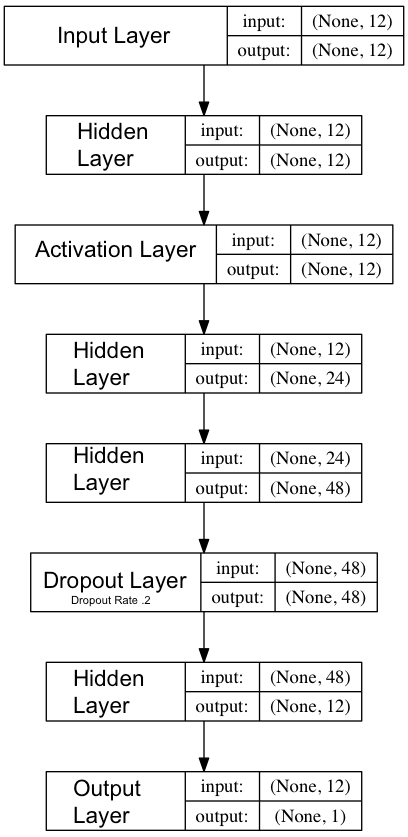 Input Layer
input: (None, 12)
output: (None, 12)
Hidden
Layer
input: (None, 12)
output: (None, 12)
Activation Layer
input: (None, 12)
output: (None, 12)
Hidden
Layer
input: (None, 12)
output: (None, 24)
Hidden
Layer
input: (None, 24)
output: (None, 48)
Dropout Layer
Dropout Rate .2
input: (None, 48)
output: (None, 48)
Hidden
Layer
input: (None, 48)
output: (None, 12)
Output
Layer
input: (None, 12)
output: (None, 1)